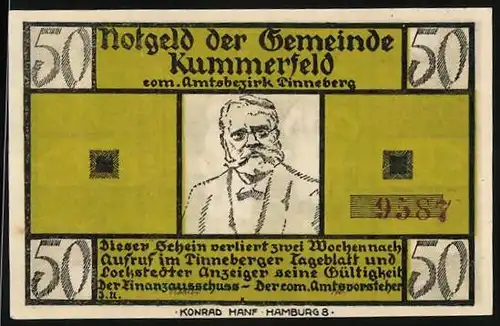 50 Notgeld der Gemeinde 50
Kummerfeld
com. Amtsbezirk Pinneberg
9587
50 Dieser Schein verliert zwei Wochen nach 50
Aufruf im Pinneberger Tageblatt und
Lockstedter Anzeiger seine Gültigkeit
Der Finanzausschuss – Der com. Amtsvorsteher
J.U.
· KONRAD HANF · HAMBURG 8 ·